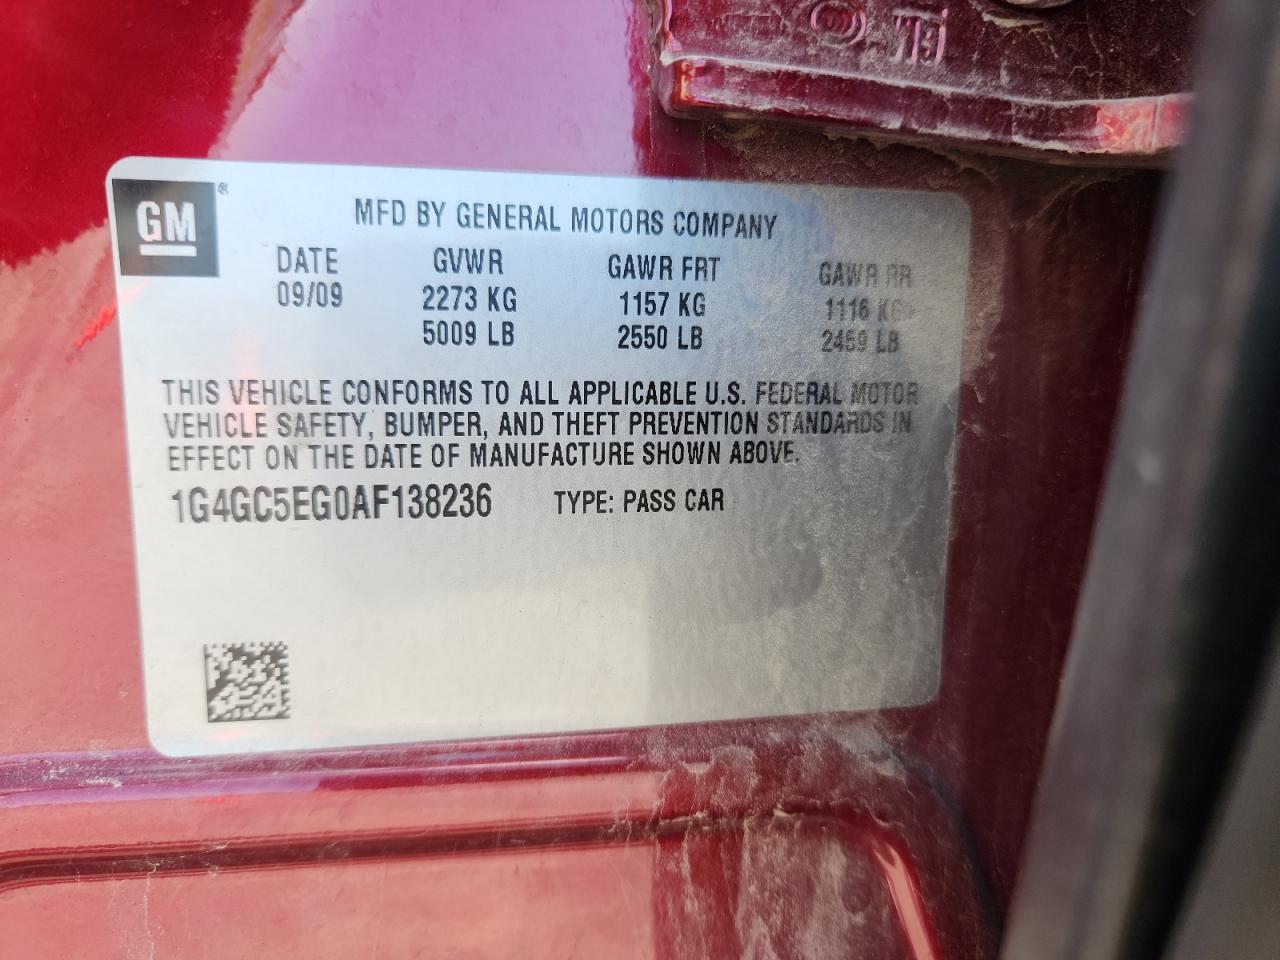 GM®
MFD BY GENERAL MOTORS COMPANY
DATE GVWR GAWR FRT GAWR RR
09/09 2273 KG 1157 KG 1116 KG
5009 LB 2550 LB 2459 LB
THIS VEHICLE CONFORMS TO ALL APPLICABLE U.S. FEDERAL MOTOR
VEHICLE SAFETY, BUMPER, AND THEFT PREVENTION STANDARDS IN
EFFECT ON THE DATE OF MANUFACTURE SHOWN ABOVE.
1G4GC5EG0AF138236 TYPE: PASS CAR